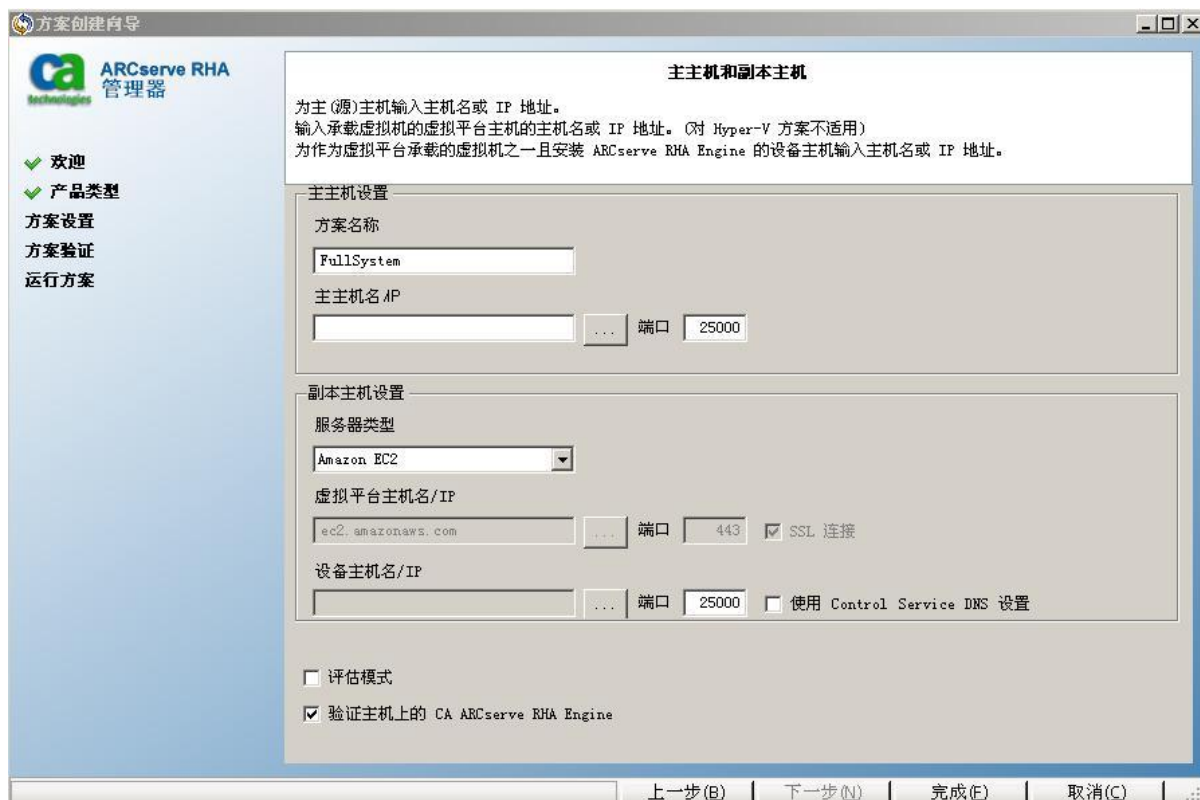 方案创建向导
ca
technologies
ARCserve RHA
管理器
欢迎
产品类型
方案设置
方案验证
运行方案
主主机和副本主机
为主(源)主机输入主机名或 IP 地址。
输入承载虚拟机的虚拟平台主机的主机名或 IP 地址。(对 Hyper-V 方案不适用)
为作为虚拟平台承载的虚拟机之一且安装 ARCserve RHA Engine 的设备主机输入主机名或 IP 地址。
主主机设置
方案名称
FullSystem
主主机名/IP
... 端口 25000
副本主机设置
服务器类型
Amazon EC2
虚拟平台主机名/IP
ec2.amazonaws.com ... 端口 443 SSL 连接
设备主机名/IP
... 端口 25000 使用 Control Service DNS 设置
评估模式
验证主机上的 CA ARCserve RHA Engine
上一步(B) 下一步(N) 完成(F) 取消(C)